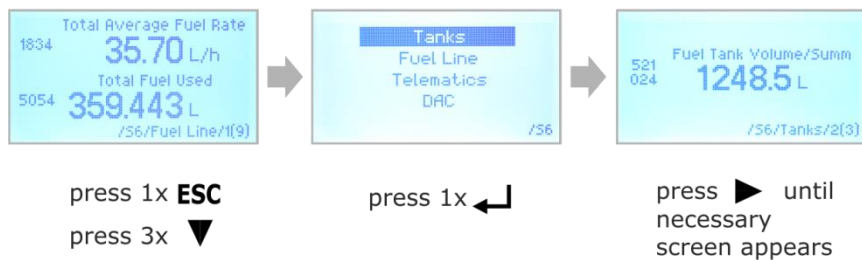 Total Average Fuel Rate
1834 35.70 L/h
Total Fuel Used
5054 359.443 L
/S6/Fuel Line/1(9)
Tanks
Fuel Line
Telematics
DAC
/S6
Fuel Tank Volume/Summ
521
024
1248.5 L
/S6/Tanks/2(3)
press 1x ESC
press 3x
press 1x
press until
necessary
screen appears